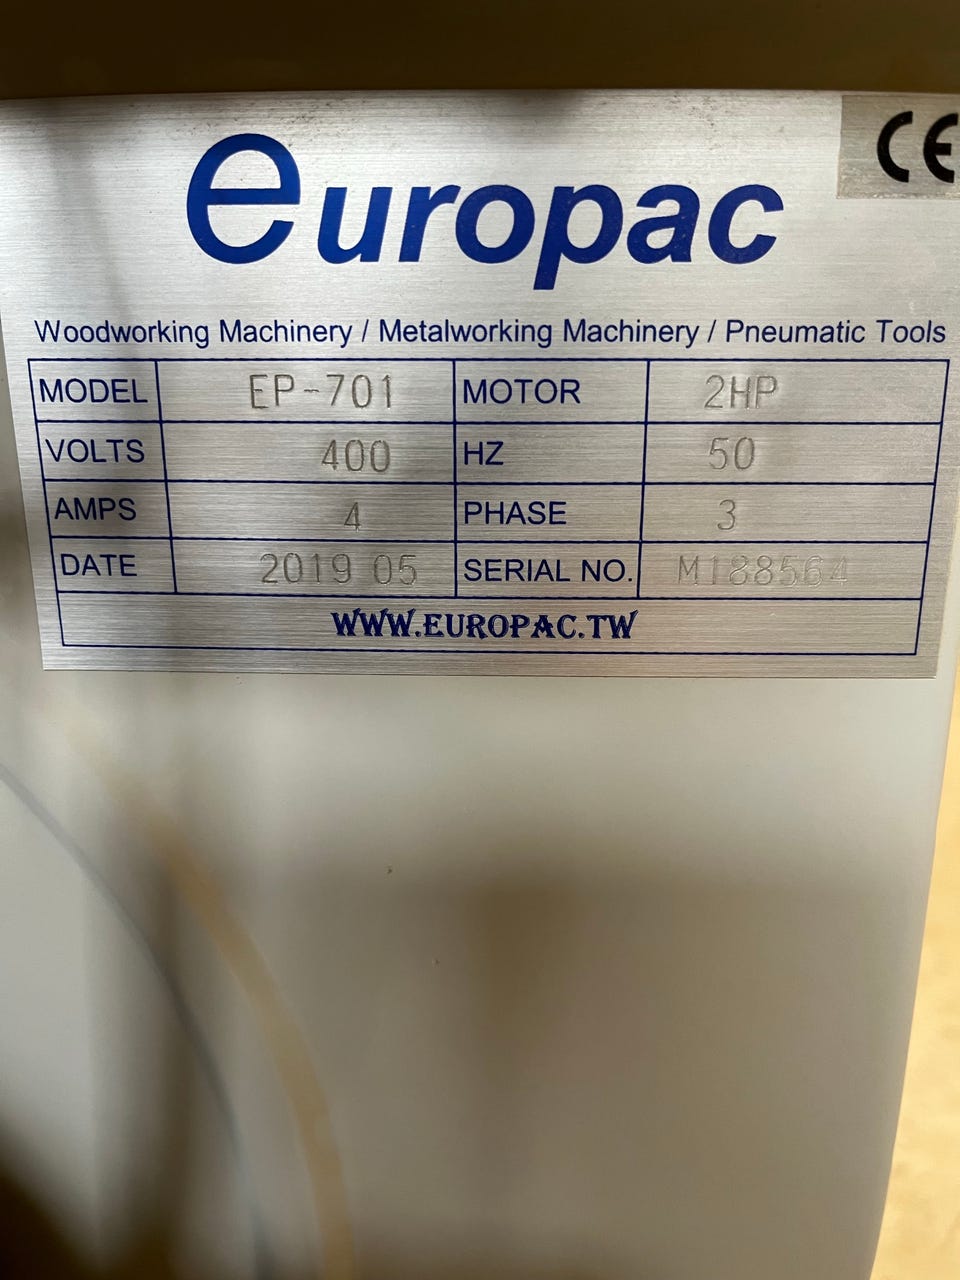 CE
europac
Woodworking Machinery / Metalworking Machinery / Pneumatic Tools
MODEL EP-701 MOTOR 2HP
VOLTS 400 HZ 50
AMPS 4 PHASE 3
DATE 2019 05 SERIAL NO. M188564
WWW.EUROPAC.TW